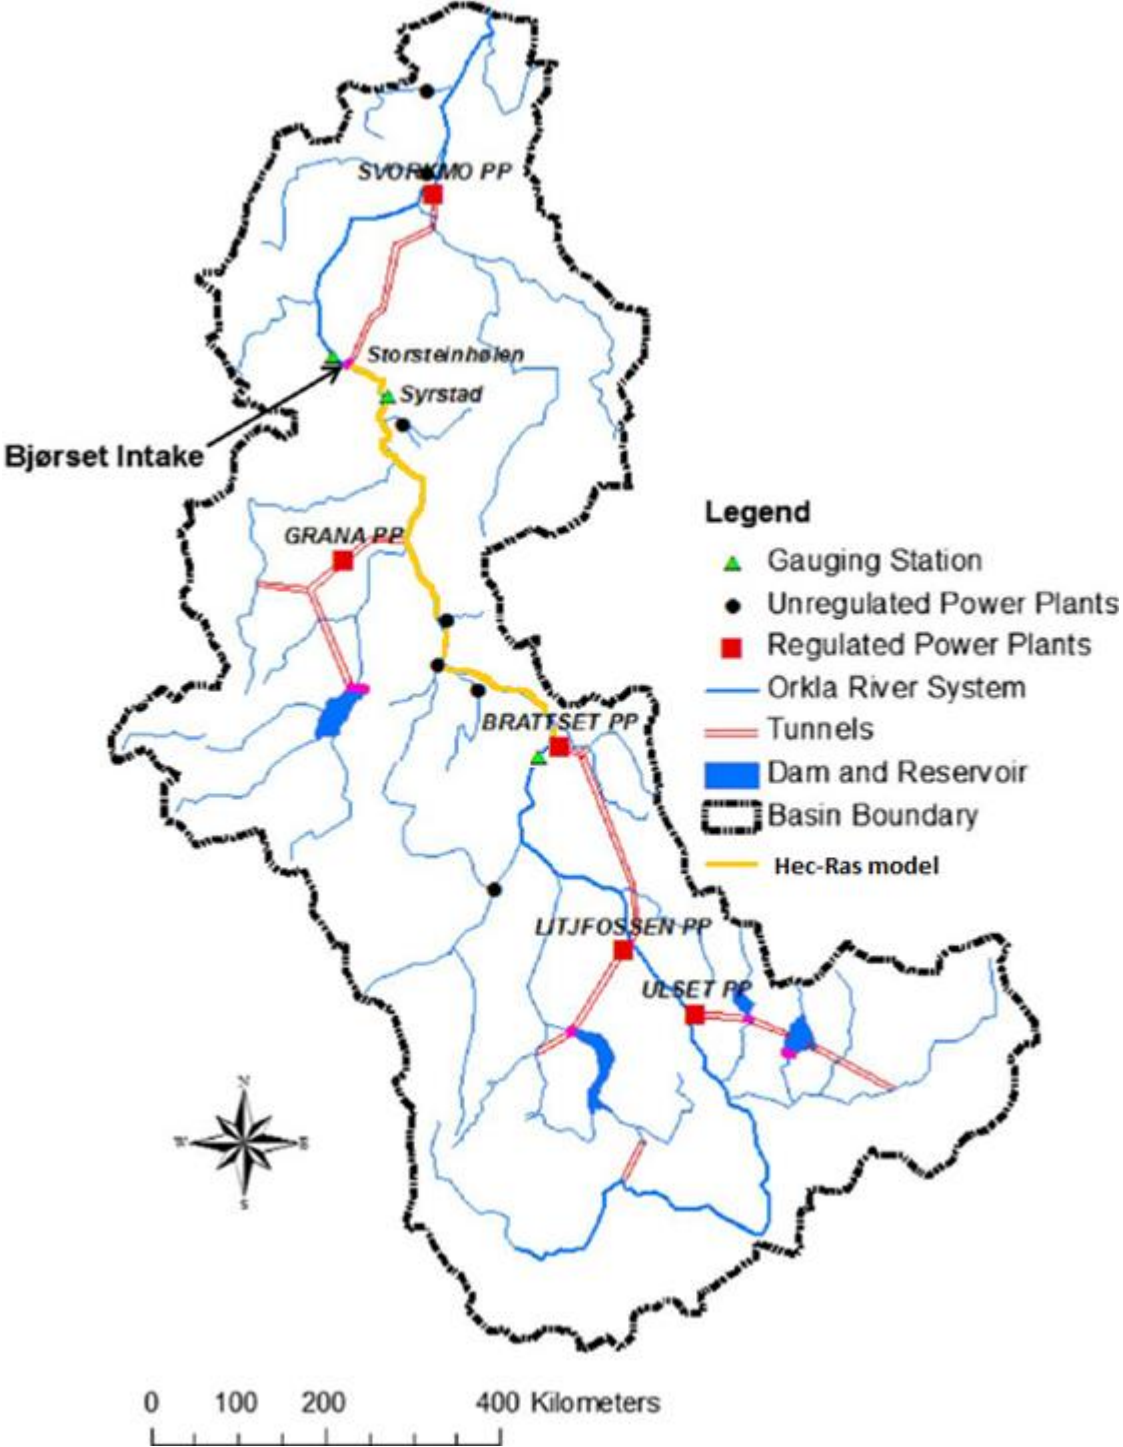 SVORKMO PP
Storsteinhølen
Syrstad
Bjørset Intake
GRANA PP
BRATTSET PP
LITJFOSSEN PP
ULSET PP
Legend
Gauging Station
Unregulated Power Plants
Regulated Power Plants
Orkla River System
Tunnels
Dam and Reservoir
Basin Boundary
Hec-Ras model
N
W
E
S
0 100 200 400 Kilometers